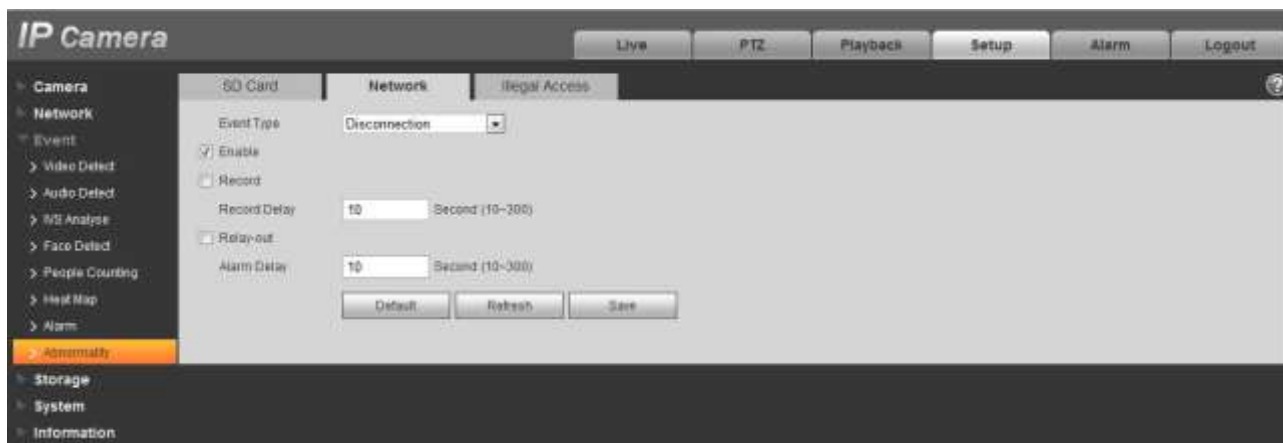 IP Camera
Live PTZ Playback Setup Alarm Logout
Camera
Network
Event
Video Detect
Audio Detect
IVS Analyse
Face Detect
People Counting
Heat Map
Alarm
Abnormality
Storage
System
Information
SD Card Network Illegal Access
Event Type Disconnection
Enable
Record
Record Delay 10 Second (10~300)
Relay-out
Alarm Delay 10 Second (10~300)
Default Refresh Save